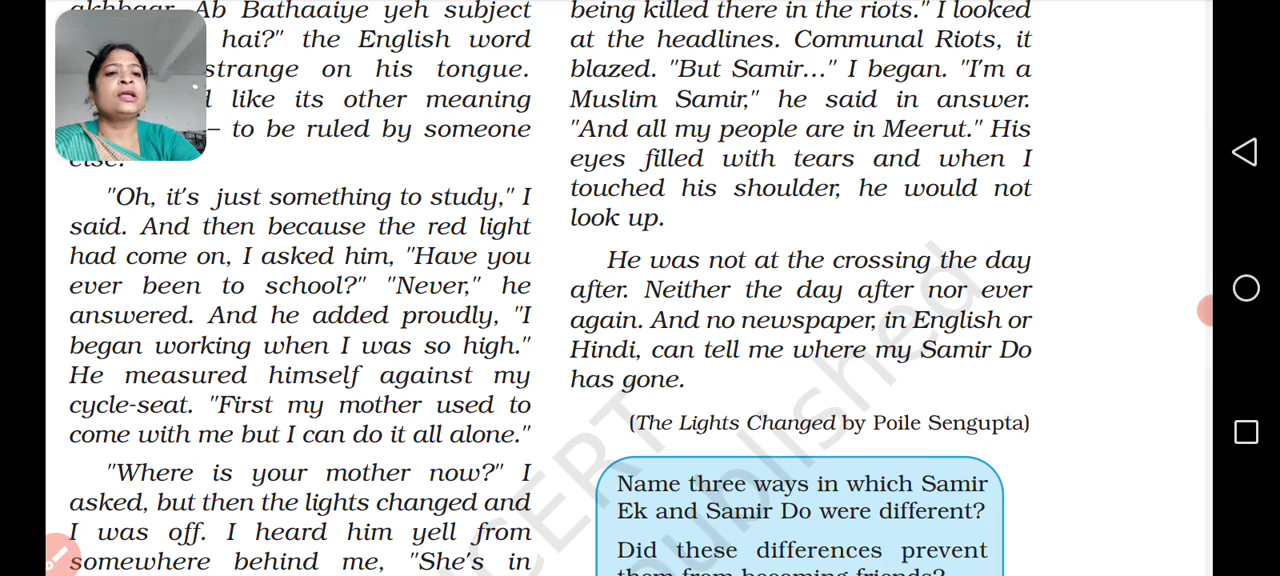 akhbaar. Ab Bathaaiye yeh subject
hai?" the English word
strange on his tongue.
like its other meaning
– to be ruled by someone
else.
"Oh, it's just something to study," I
said. And then because the red light
had come on, I asked him, "Have you
ever been to school?" "Never," he
answered. And he added proudly, "I
began working when I was so high."
He measured himself against my
cycle-seat. "First my mother used to
come with me but I can do it all alone."
"Where is your mother now?" I
asked, but then the lights changed and
I was off. I heard him yell from
somewhere behind me, "She's in
being killed there in the riots." I looked
at the headlines. Communal Riots, it
blazed. "But Samir..." I began. "I'm a
Muslim Samir," he said in answer.
"And all my people are in Meerut." His
eyes filled with tears and when I
touched his shoulder, he would not
look up.
He was not at the crossing the day
after. Neither the day after nor ever
again. And no newspaper, in English or
Hindi, can tell me where my Samir Do
has gone.
(The Lights Changed by Poile Sengupta)
Name three ways in which Samir
Ek and Samir Do were different?
Did these differences prevent
them from becoming friends?